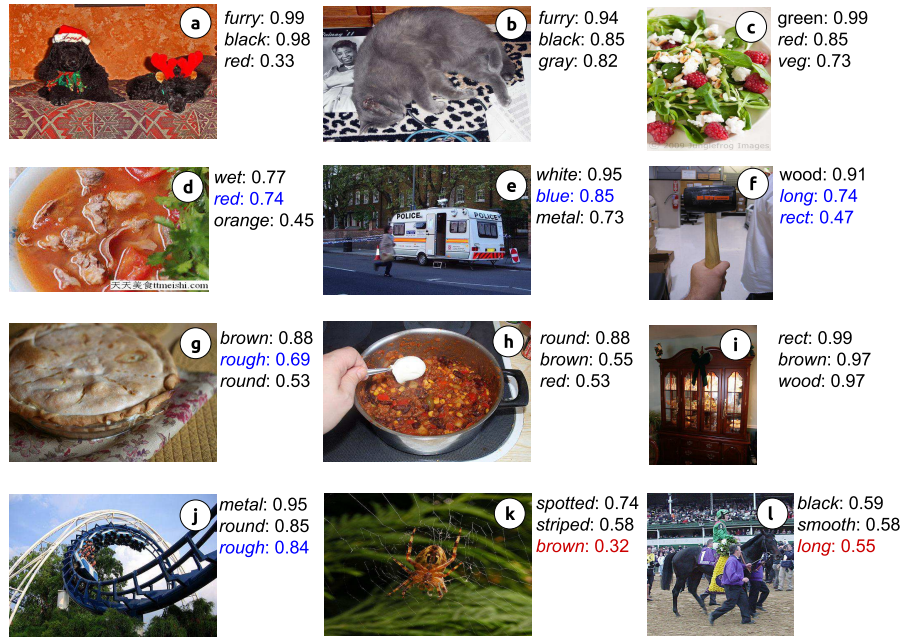 a
furry: 0.99
black: 0.98
red: 0.33
b
furry: 0.94
black: 0.85
gray: 0.82
c
green: 0.99
red: 0.85
veg: 0.73
© 2009 Junglefrog Images
d
wet: 0.77
red: 0.74
orange: 0.45
天天美食ttmeishi.com
e
white: 0.95
blue: 0.85
metal: 0.73
POLICE
POLICE
f
wood: 0.91
long: 0.74
rect: 0.47
g
brown: 0.88
rough: 0.69
round: 0.53
h
round: 0.88
brown: 0.55
red: 0.53
i
rect: 0.99
brown: 0.97
wood: 0.97
j
metal: 0.95
round: 0.85
rough: 0.84
k
spotted: 0.74
striped: 0.58
brown: 0.32
l
black: 0.59
smooth: 0.58
long: 0.55